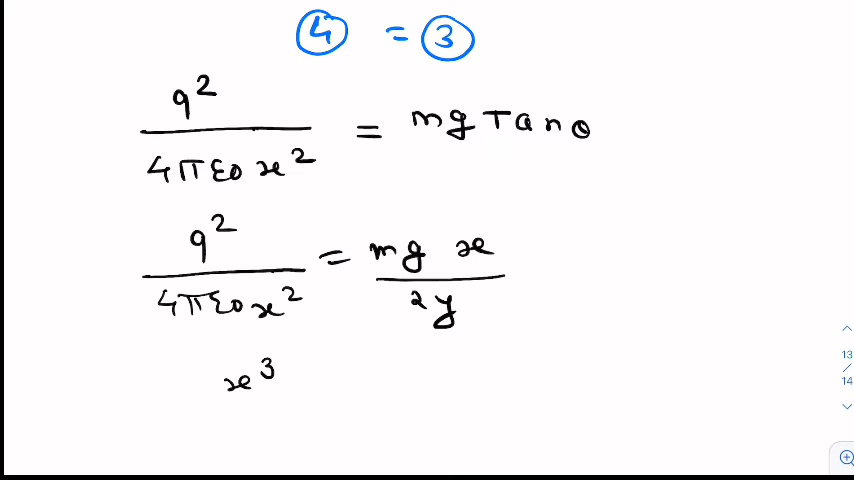 4 = 3
q² / 4πε₀x² = mg Tanθ
q² / 4πε₀x² = mg x / 2y
x³
13
/
14